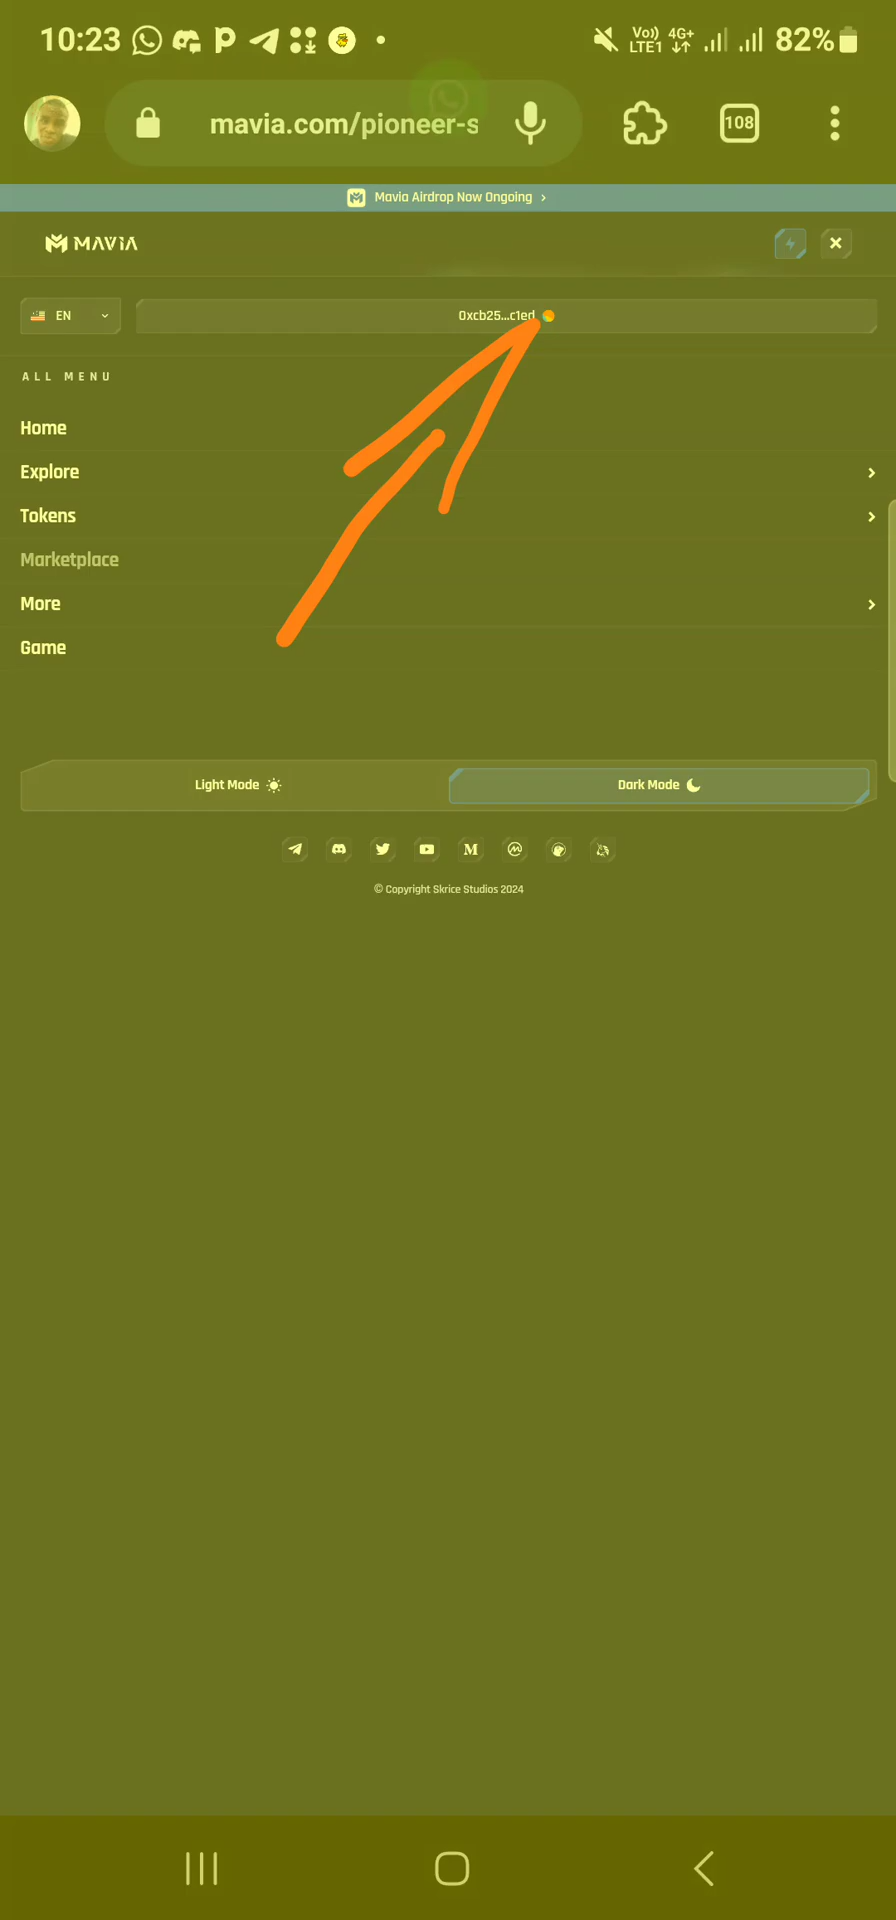 10:23 Vo)) LTE1 4G+ 82%
mavia.com/pioneer-s 108
Mavia Airdrop Now Ongoing
MAVIA
EN 0xcb25...c1ed
ALL MENU
Home
Explore
Tokens
Marketplace
More
Game
Light Mode Dark Mode
© Copyright Skrice Studios 2024